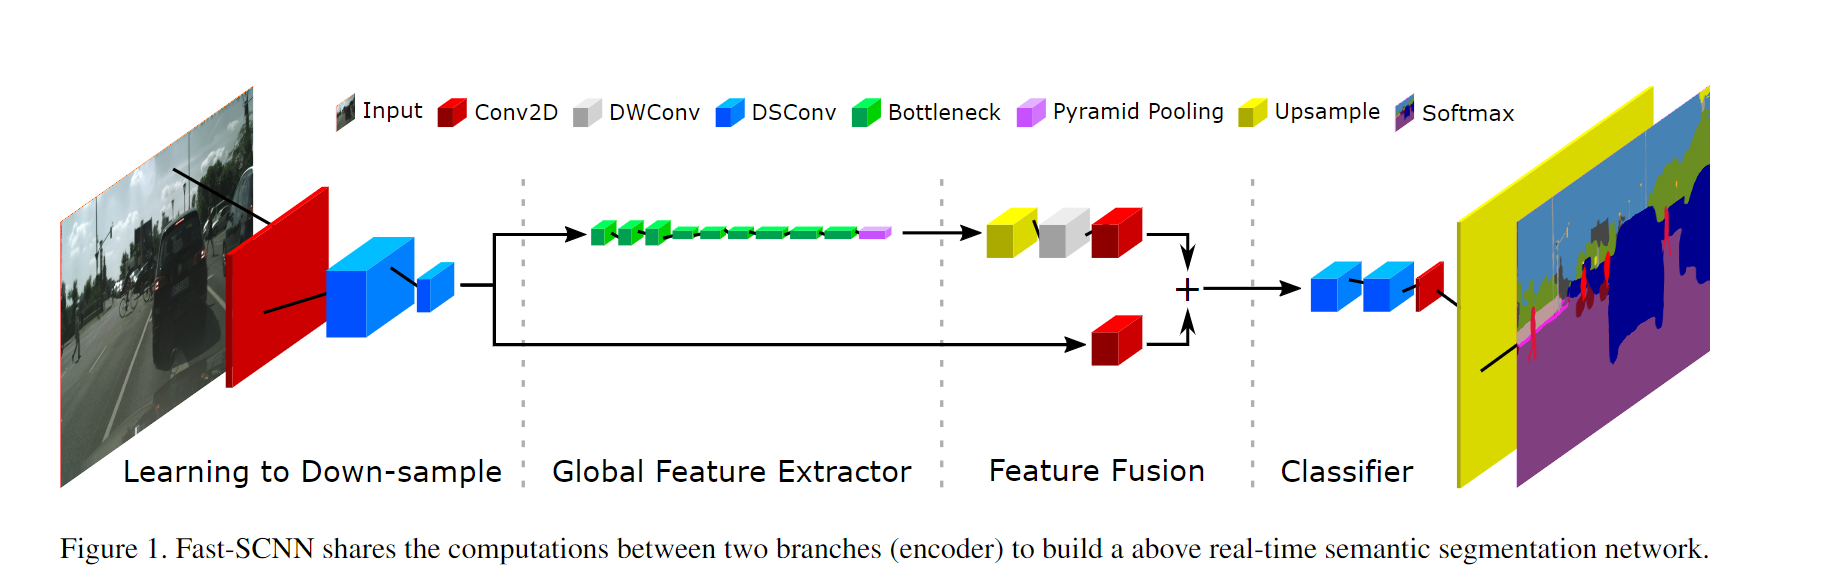 Input Conv2D DWConv DSConv Bottleneck Pyramid Pooling Upsample Softmax
+
Learning to Down-sample Global Feature Extractor Feature Fusion Classifier
Figure 1. Fast-SCNN shares the computations between two branches (encoder) to build a above real-time semantic segmentation network.